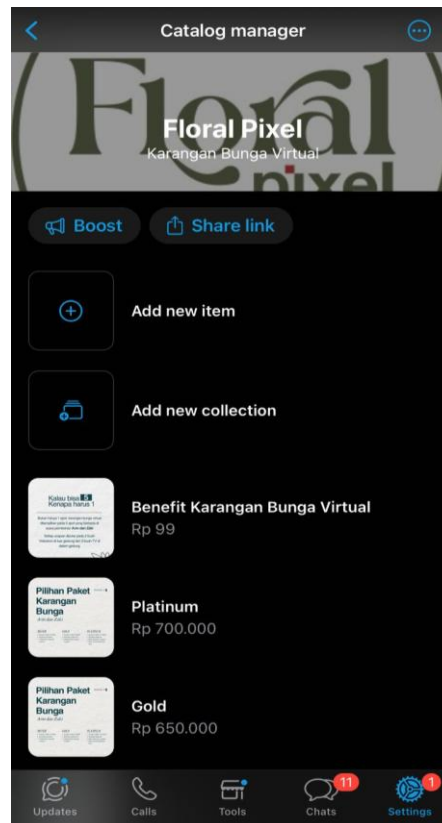 Catalog manager
Floral
pixel
Floral Pixel
Karangan Bunga Virtual
Boost
Share link
Add new item
Add new collection
Kalau bisa 5
Kenapa harus 1
Benefit Karangan Bunga Virtual
Rp 99
Pilihan Paket
Karangan
Bunga
Platinum
Rp 700.000
Pilihan Paket
Karangan
Bunga
Gold
Rp 650.000
11
1
Updates
Calls
Tools
Chats
Settings